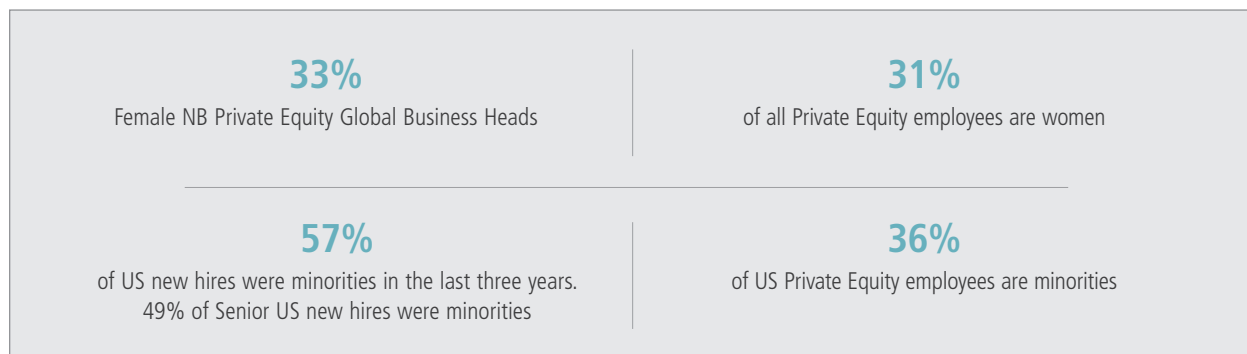 33%
Female NB Private Equity Global Business Heads
31%
of all Private Equity employees are women
57%
of US new hires were minorities in the last three years.
49% of Senior US new hires were minorities
36%
of US Private Equity employees are minorities